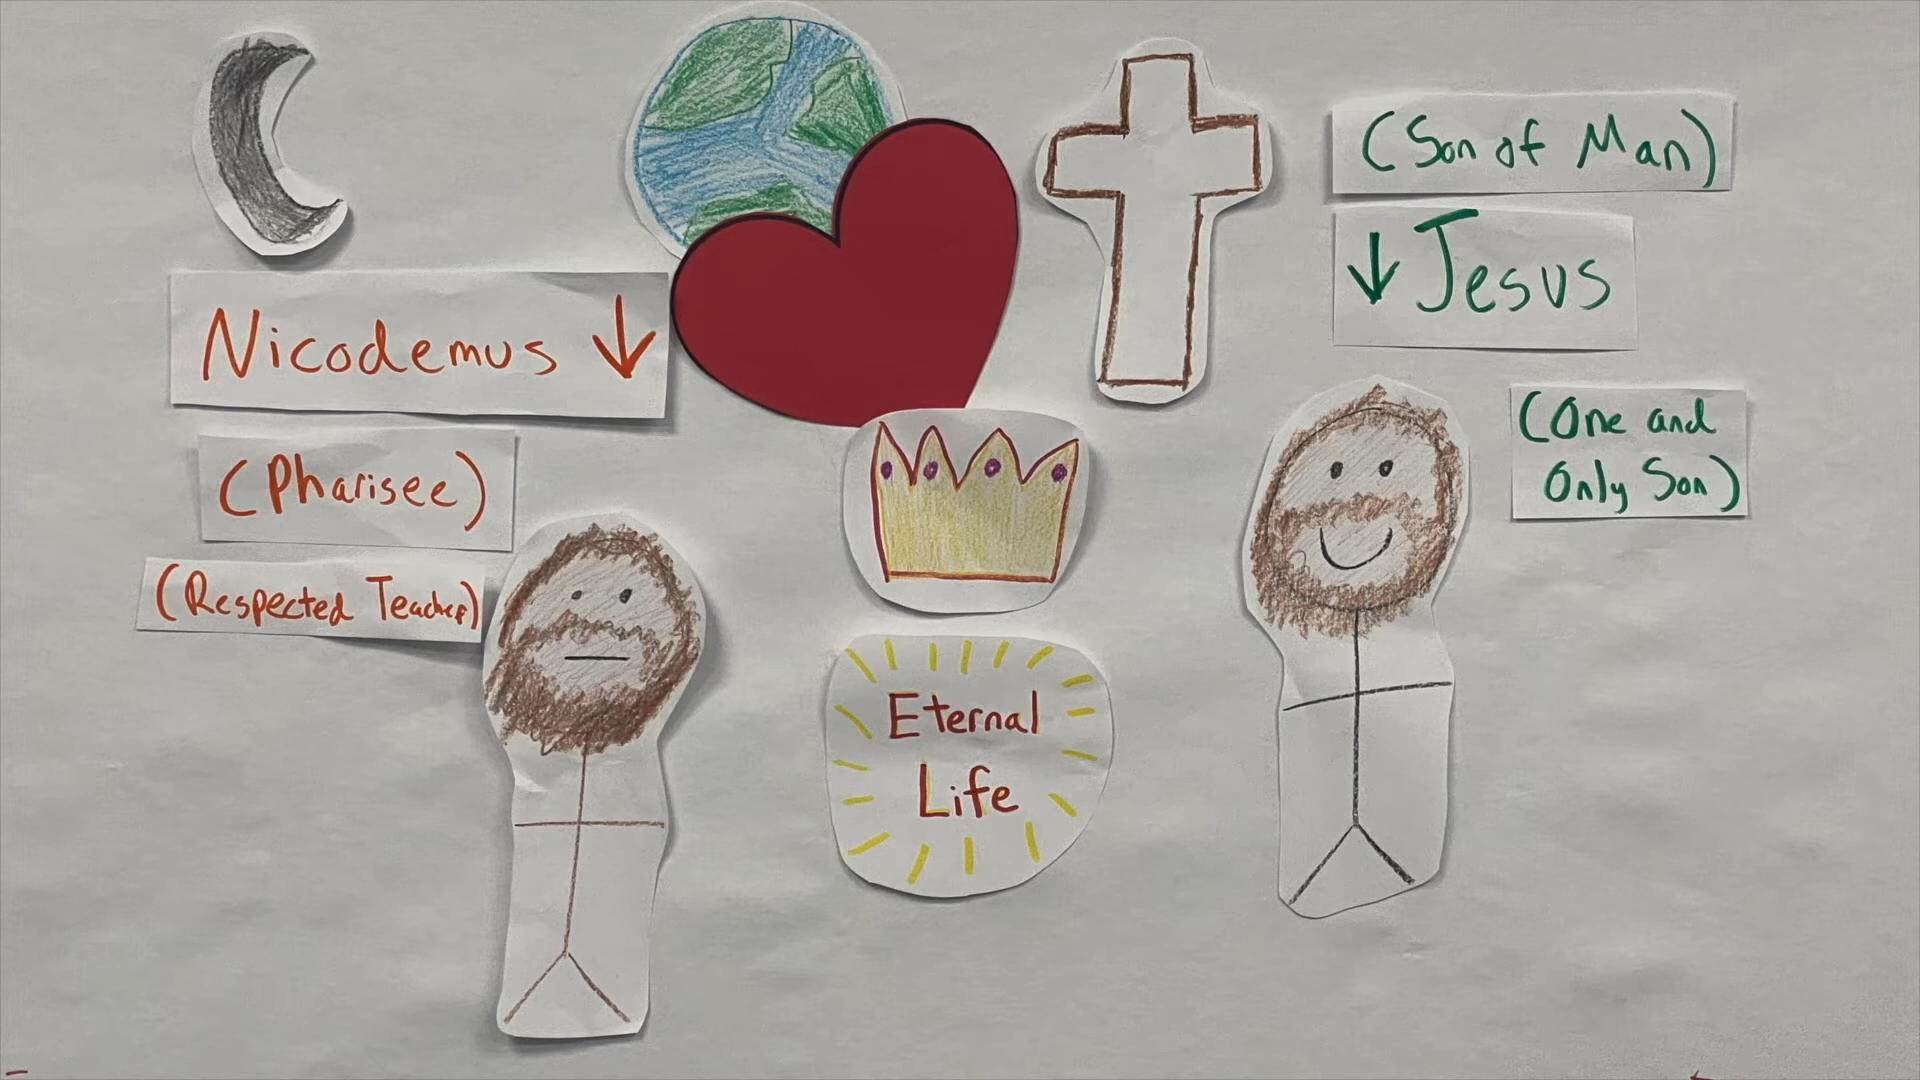 (Son of Man)
↓ Jesus
Nicodemus ↓
(One and
Only Son)
(Pharisee)
(Respected Teacher)
Eternal
Life